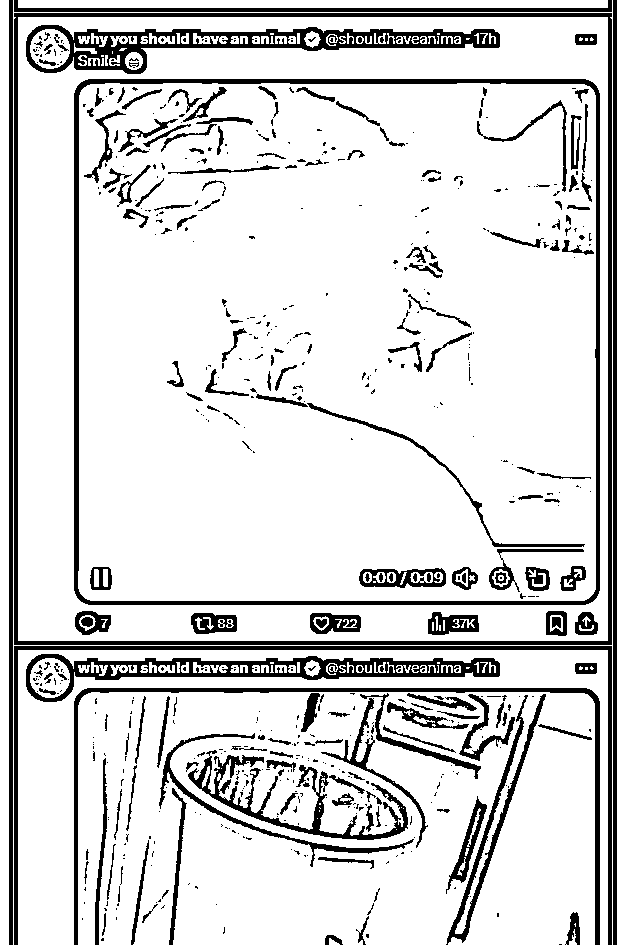 why you should have an animal @shouldhaveanima · 17h
Smile! 😁
0:00 / 0:09
7 88 722 37K
why you should have an animal @shouldhaveanima · 17h